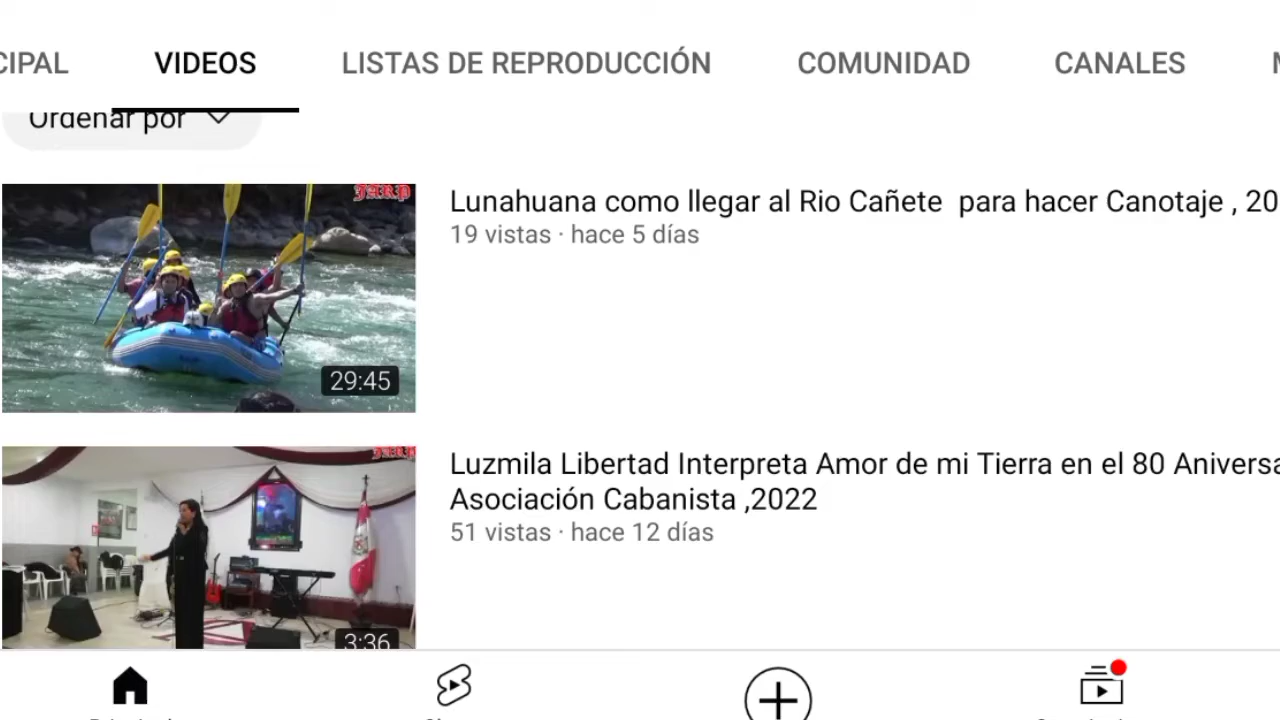 VIDEOS
LISTAS DE REPRODUCCIÓN
COMUNIDAD
CANALES
Ordenar por
JARP
29:45
Lunahuana como llegar al Rio Cañete  para hacer Canotaje , 20
19 vistas · hace 5 días
JARP
3:36
Luzmila Libertad Interpreta Amor de mi Tierra en el 80
Asociación Cabanista ,2022
51 vistas · hace 12 días